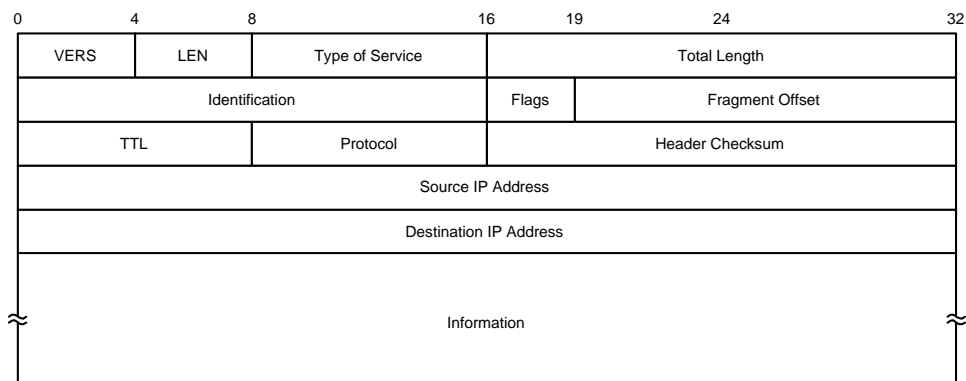 0 4 8 16 19 24 32
VERS LEN Type of Service Total Length
Identification Flags Fragment Offset
TTL Protocol Header Checksum
Source IP Address
Destination IP Address
Information